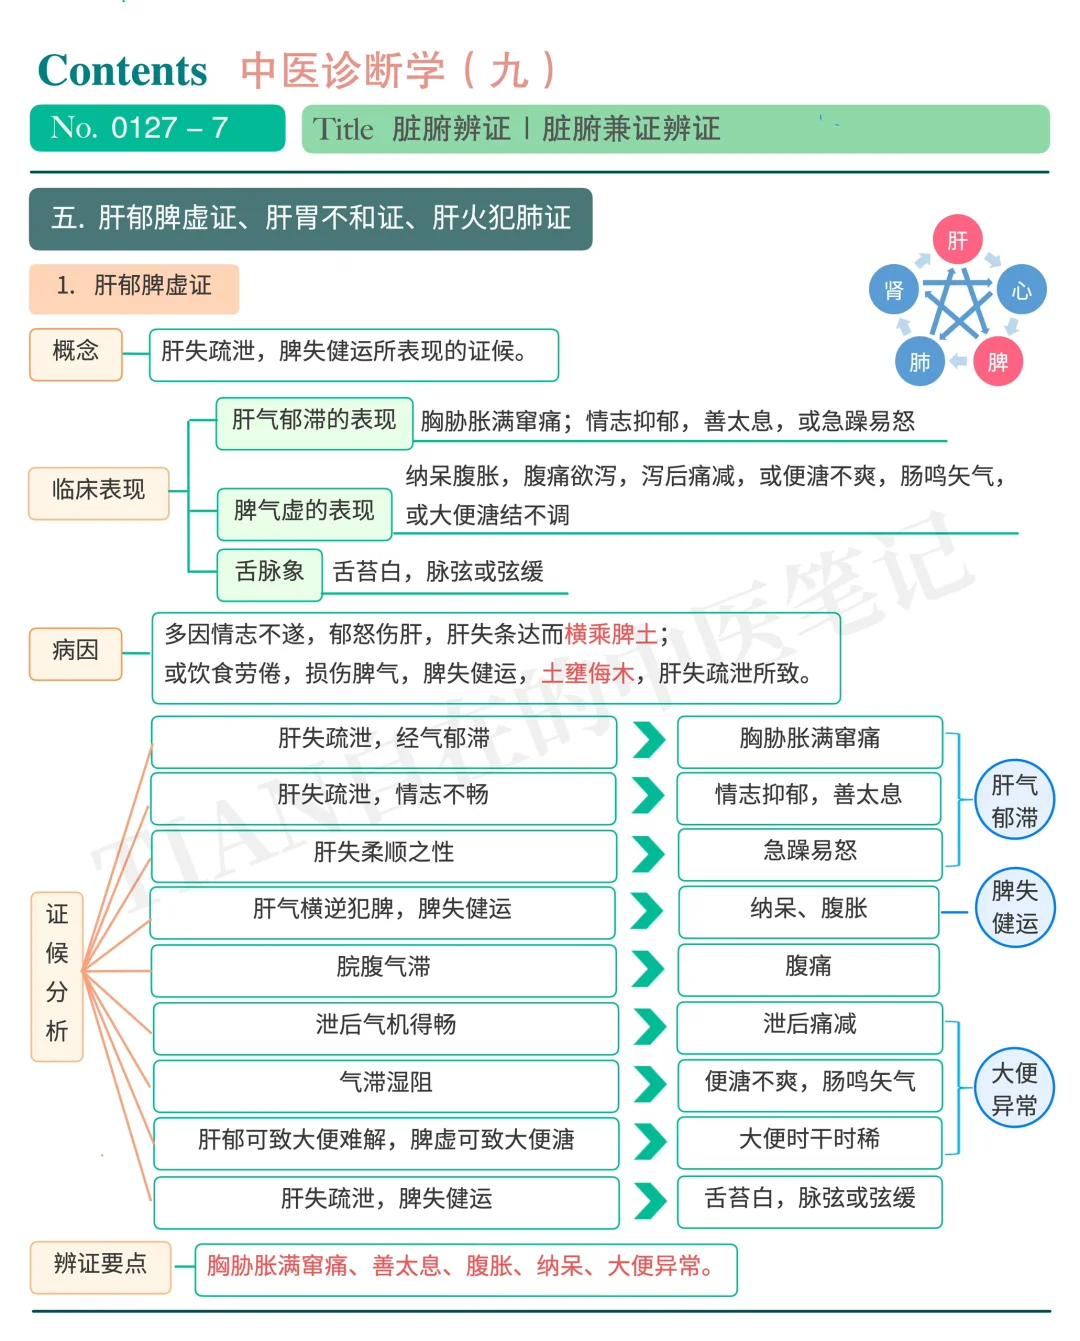 Contents 中医诊断学（九）
No. 0127－7
Title 脏腑辨证｜脏腑兼证辨证
五. 肝郁脾虚证、肝胃不和证、肝火犯肺证
肝
肾
心
肺
脾
1. 肝郁脾虚证
概念
肝失疏泄，脾失健运所表现的证候。
临床表现
肝气郁滞的表现
胸胁胀满窜痛；情志抑郁，善太息，或急躁易怒
脾气虚的表现
纳呆腹胀，腹痛欲泻，泻后痛减，或便溏不爽，肠鸣矢气，
或大便溏结不调
舌脉象
舌苔白，脉弦或弦缓
病因
多因情志不遂，郁怒伤肝，肝失条达而横乘脾土；
或饮食劳倦，损伤脾气，脾失健运，土壅侮木，肝失疏泄所致。
证
候
分
析
肝失疏泄，经气郁滞
胸胁胀满窜痛
肝失疏泄，情志不畅
情志抑郁，善太息
肝失柔顺之性
急躁易怒
肝气
郁滞
肝气横逆犯脾，脾失健运
纳呆、腹胀
脾失
健运
脘腹气滞
腹痛
泄后气机得畅
泄后痛减
气滞湿阻
便溏不爽，肠鸣矢气
肝郁可致大便难解，脾虚可致大便溏
大便时干时稀
大便
异常
肝失疏泄，脾失健运
舌苔白，脉弦或弦缓
辨证要点
胸胁胀满窜痛、善太息、腹胀、纳呆、大便异常。
TIAN自在的中医笔记